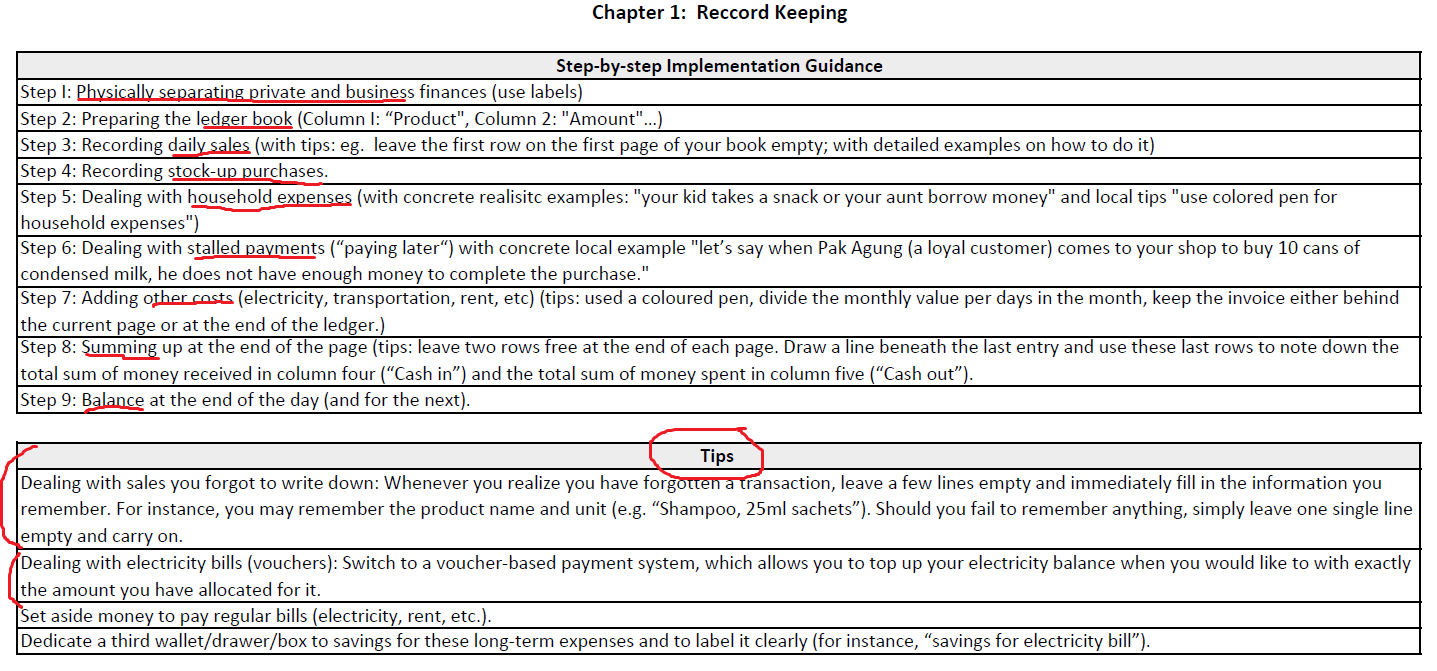 Chapter 1:  Reccord Keeping
Step-by-step Implementation Guidance
Step I: Physically separating private and business finances (use labels)
Step 2: Preparing the ledger book (Column I: “Product", Column 2: "Amount"…)
Step 3: Recording daily sales (with tips: eg.  leave the first row on the first page of your book empty; with detailed examples on how to do it)
Step 4: Recording stock-up purchases.
Step 5: Dealing with household expenses (with concrete realisitc examples: "your kid takes a snack or your aunt borrow money" and local tips "use colored pen for
household expenses")
Step 6: Dealing with stalled payments (“paying later“) with concrete local example "let’s say when Pak Agung (a loyal customer) comes to your shop to buy 10 cans of
condensed milk, he does not have enough money to complete the purchase."
Step 7: Adding other costs (electricity, transportation, rent, etc) (tips: used a coloured pen, divide the monthly value per days in the month, keep the invoice either behind
the current page or at the end of the ledger.)
Step 8: Summing up at the end of the page (tips: leave two rows free at the end of each page. Draw a line beneath the last entry and use these last rows to note down the
total sum of money received in column four (“Cash in”) and the total sum of money spent in column five (“Cash out”).
Step 9: Balance at the end of the day (and for the next).
Tips
Dealing with sales you forgot to write down: Whenever you realize you have forgotten a transaction, leave a few lines empty and immediately fill in the information you
remember. For instance, you may remember the product name and unit (e.g. “Shampoo, 25ml sachets”). Should you fail to remember anything, simply leave one single line
empty and carry on.
Dealing with electricity bills (vouchers): Switch to a voucher-based payment system, which allows you to top up your electricity balance when you would like to with exactly
the amount you have allocated for it.
Set aside money to pay regular bills (electricity, rent, etc.).
Dedicate a third wallet/drawer/box to savings for these long-term expenses and to label it clearly (for instance, “savings for electricity bill”).